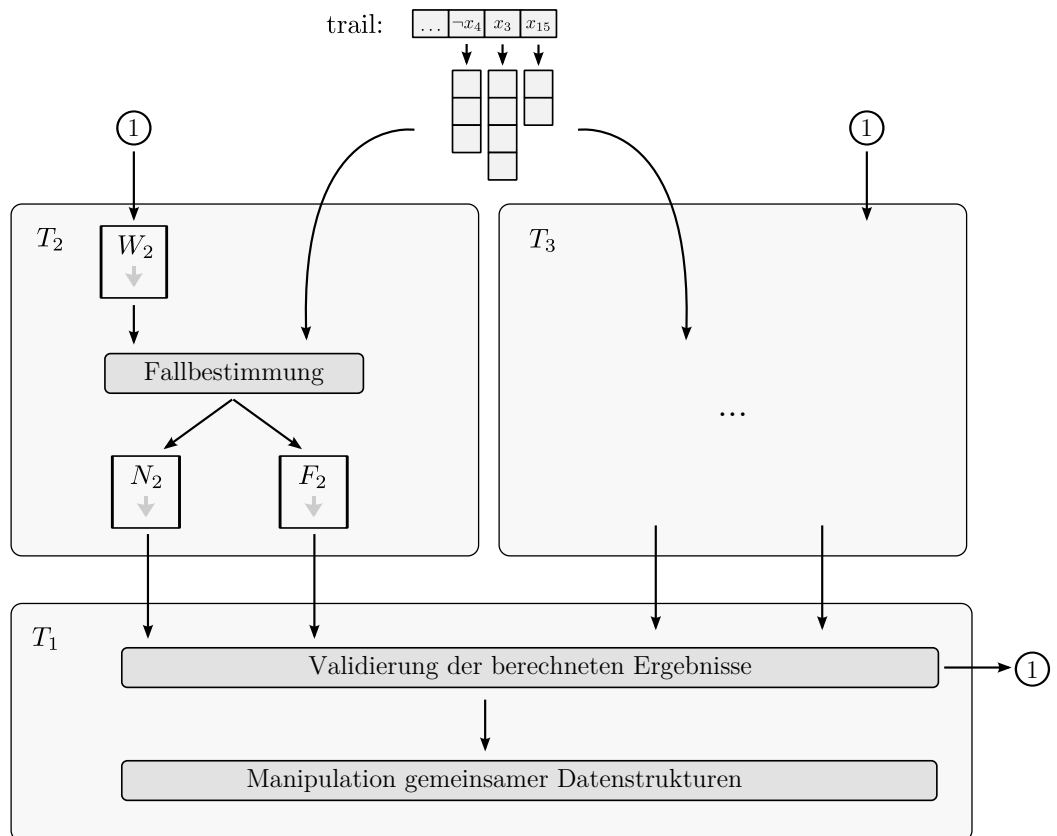 trail: … ¬x₄ x₃ x₁₅
1 1
T₂ T₃
W₂
Fallbestimmung
...
N₂ F₂
T₁
Validierung der berechneten Ergebnisse
1
Manipulation gemeinsamer Datenstrukturen